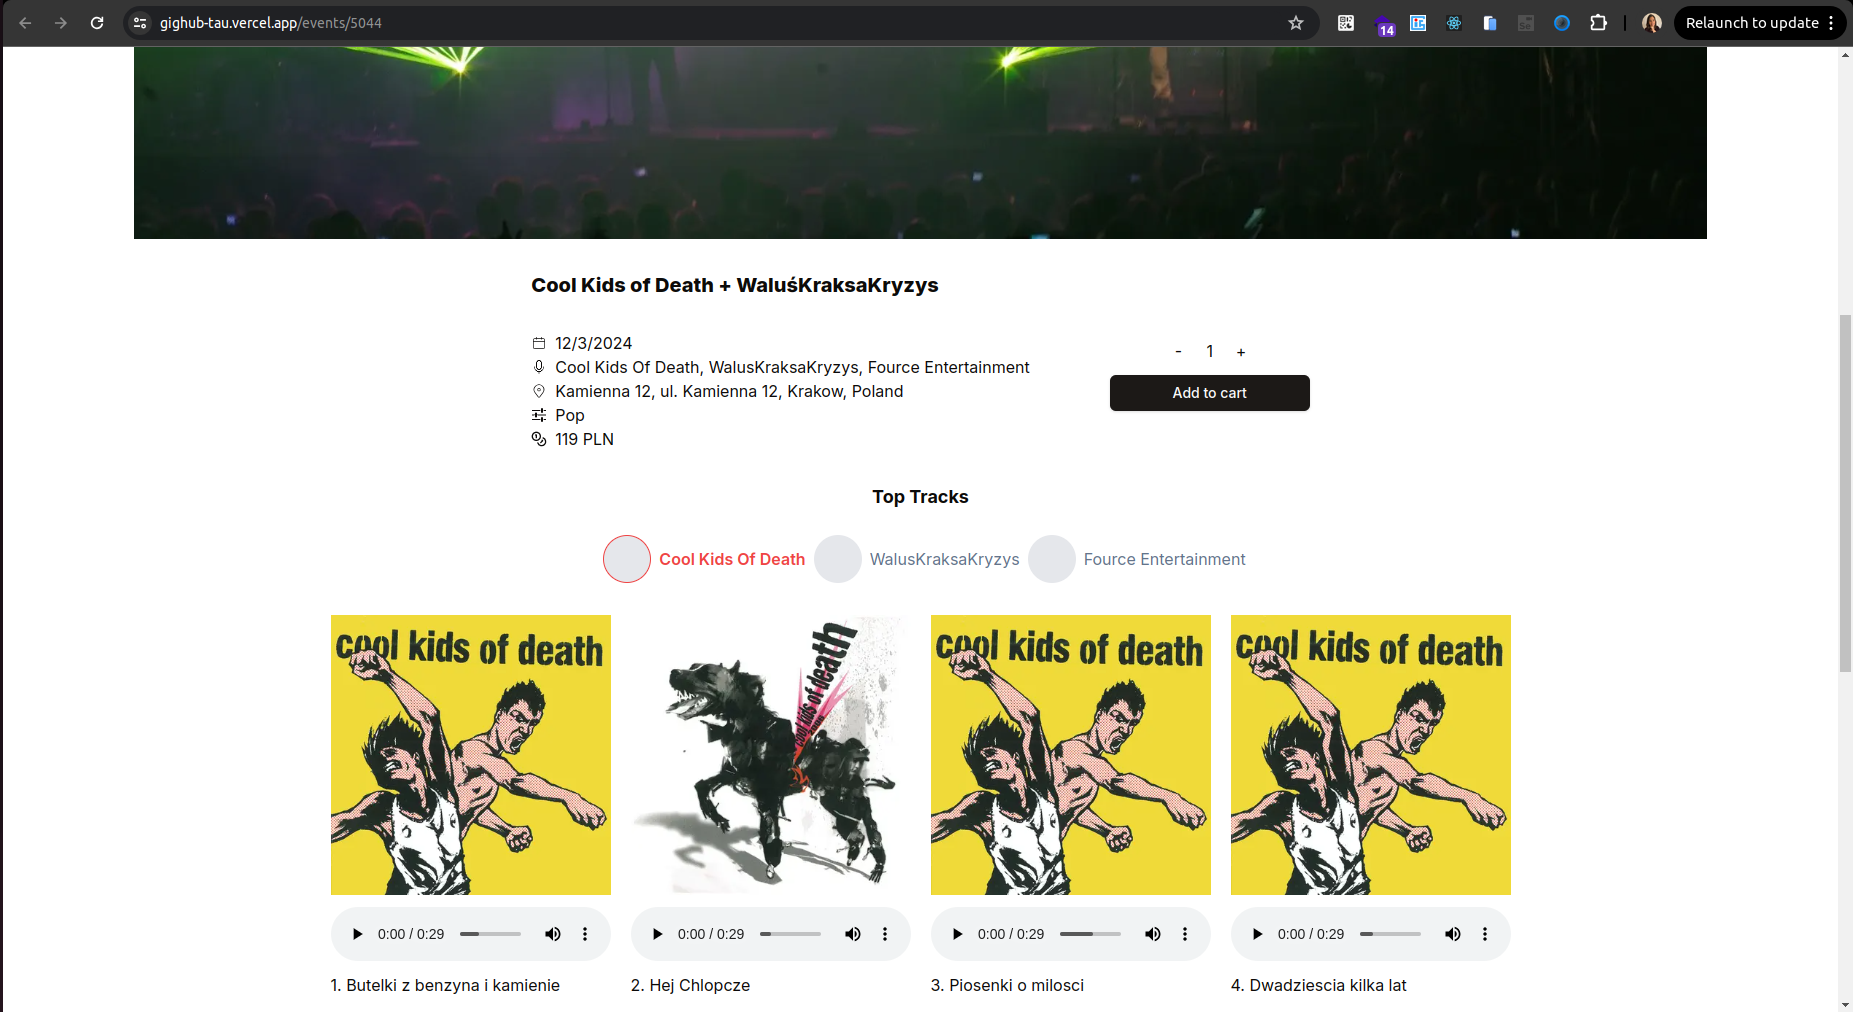 gighub-tau.vercel.app/events/5044
14
Relaunch to update
Cool Kids of Death + WaluśKraksaKryzys
12/3/2024
Cool Kids Of Death, WalusKraksaKryzys, Fource Entertainment
Kamienna 12, ul. Kamienna 12, Krakow, Poland
Pop
119 PLN
- 1 +
Add to cart
Top Tracks
Cool Kids Of Death WalusKraksaKryzys Fource Entertainment
cool kids of death
cool kids of death
cool kids of death
cool kids of death
cool kids of death
0:00 / 0:29
0:00 / 0:29
0:00 / 0:29
0:00 / 0:29
1. Butelki z benzyna i kamienie
2. Hej Chlopcze
3. Piosenki o milosci
4. Dwadziescia kilka lat